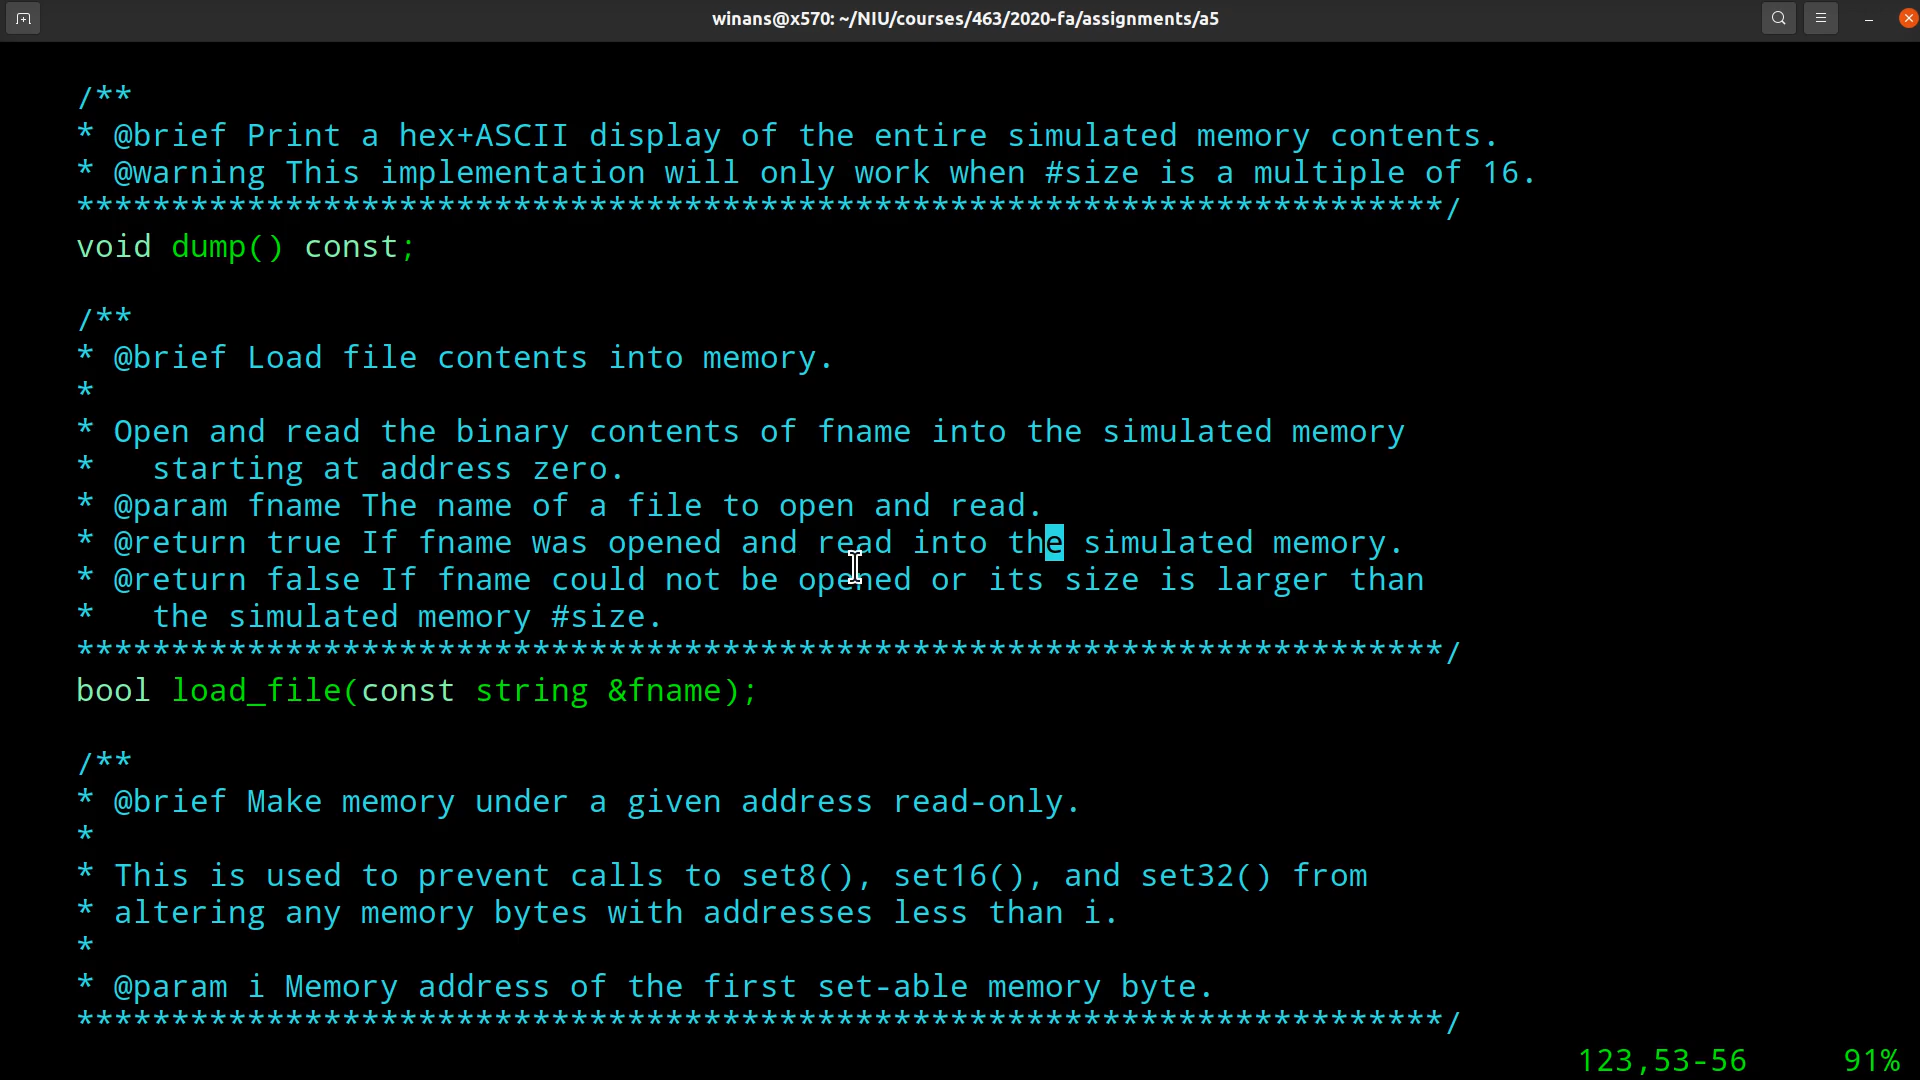 winans@x570: ~/NIU/courses/463/2020-fa/assignments/a5
/**
* @brief Print a hex+ASCII display of the entire simulated memory contents.
* @warning This implementation will only work when #size is a multiple of 16.
************************************************************************/
void dump() const;
/**
* @brief Load file contents into memory.
*
* Open and read the binary contents of fname into the simulated memory
*   starting at address zero.
* @param fname The name of a file to open and read.
* @return true If fname was opened and read into the simulated memory.
* @return false If fname could not be opened or its size is larger than
*   the simulated memory #size.
************************************************************************/
bool load_file(const string &fname);
/**
* @brief Make memory under a given address read-only.
*
* This is used to prevent calls to set8(), set16(), and set32() from
* altering any memory bytes with addresses less than i.
*
* @param i Memory address of the first set-able memory byte.
************************************************************************/
123,53-56 91%